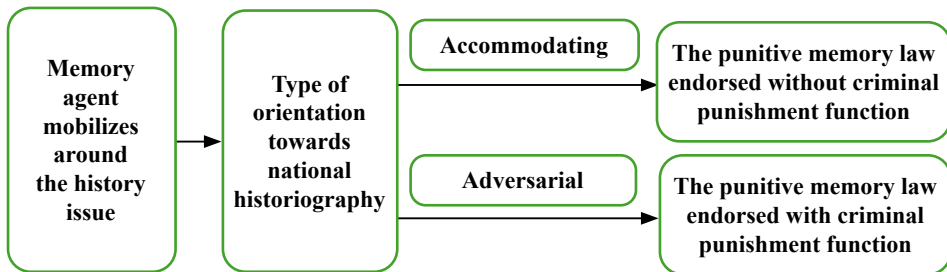 Memory
agent
mobilizes
around
the history
issue
Type of
orientation
towards
national
historiography
Accommodating
The punitive memory law
endorsed without criminal
punishment function
Adversarial
The punitive memory law
endorsed with criminal
punishment function